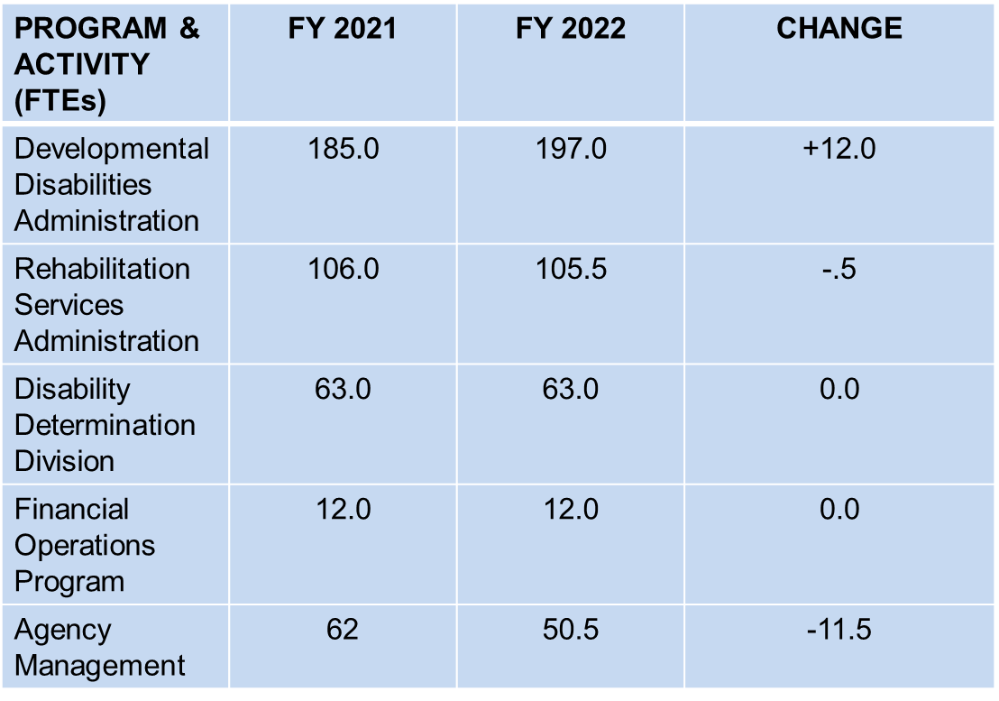 PROGRAM & FY 2021 FY 2022 CHANGE
ACTIVITY
(FTEs)
Developmental 185.0 197.0 +12.0
Disabilities
Administration
Rehabilitation 106.0 105.5 -.5
Services
Administration
Disability 63.0 63.0 0.0
Determination
Division
Financial 12.0 12.0 0.0
Operations
Program
Agency 62 50.5 -11.5
Management